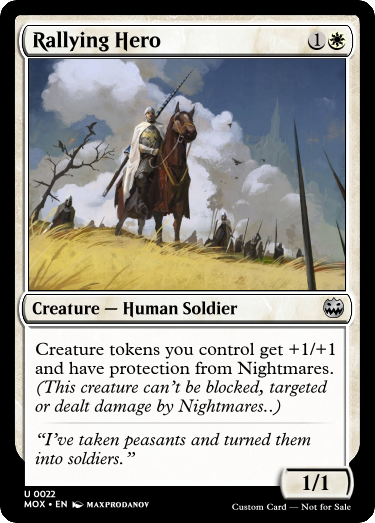 Rallying Hero 1
Creature — Human Soldier
Creature tokens you control get +1/+1
and have protection from Nightmares.
(This creature can't be blocked, targeted
or dealt damage by Nightmares..)
"I've taken peasants and turned them
into soldiers."
1/1
U 0022
MOX • EN MAXPRODANOV
Custom Card — Not for Sale